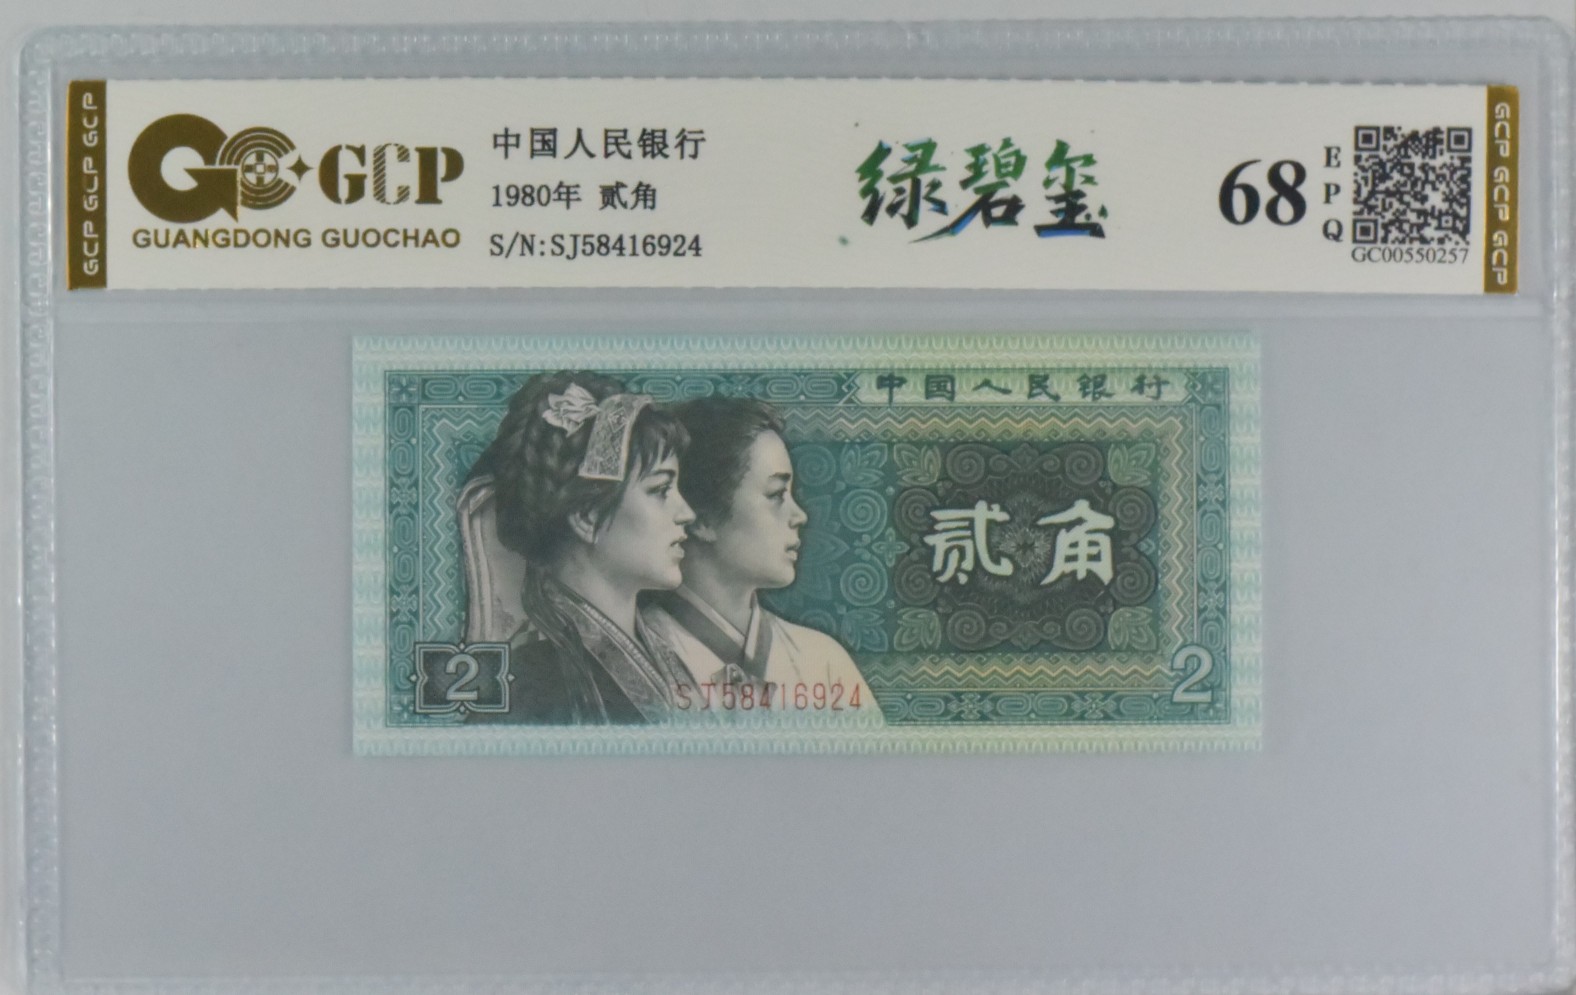 GCP GCP GCP
GCP
GUANGDONG GUOCHAO
中国人民银行
1980年 贰角
S/N:SJ58416924
绿碧玺
68
EPQ
GC00550257
GCP GCP GCP
中国人民银行
贰角
2
2
SJ58416924